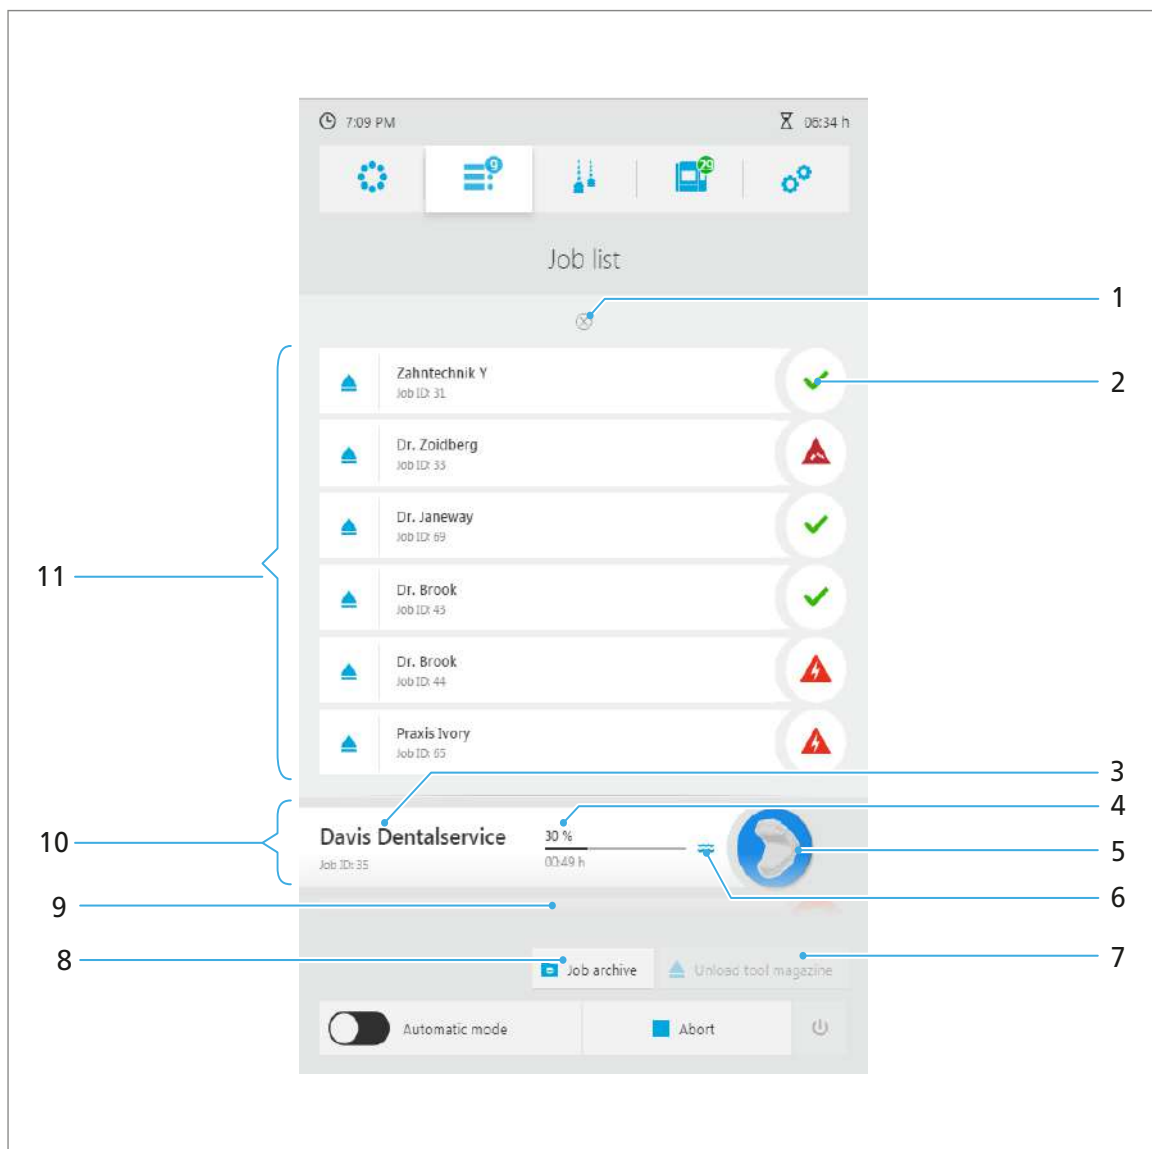 7:09 PM
06:34 h
9
29
Job list
1
Zahntechnik Y
Job ID: 31
2
Dr. Zoidberg
Job ID: 33
Dr. Janeway
Job ID: 69
11
Dr. Brook
Job ID: 43
Dr. Brook
Job ID: 44
Praxis Ivory
Job ID: 65
3
4
10
Davis Dentalservice
30 %
5
Job ID: 35
00:49 h
6
9
8
7
Job archive
Unload tool magazine
Automatic mode
Abort